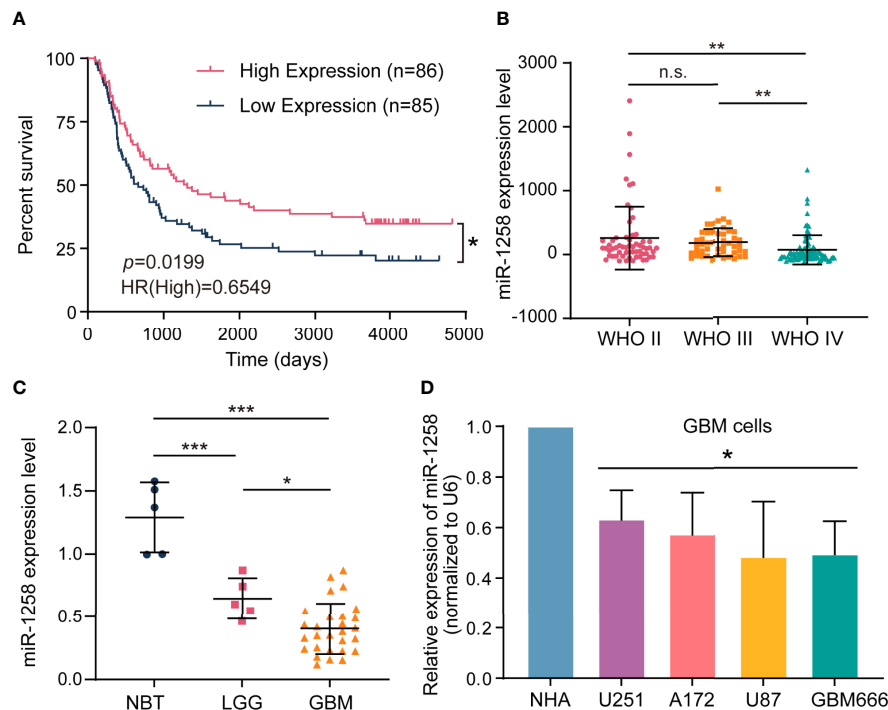 A
Percent survival
100
75
50
25
0
High Expression (n=86)
Low Expression (n=85)
*
p=0.0199
HR(High)=0.6549
0 1000 2000 3000 4000 5000
Time (days)
B
miR-1258 expression level
3000
2000
1000
0
-1000
**
n.s. **
WHO II WHO III WHO IV
C
miR-1258 expression level
2.0
1.5
1.0
0.5
0.0
***
***
*
NBT LGG GBM
D
Relative expression of miR-1258
(normalized to U6)
1.0
0.8
0.6
0.4
0.2
0.0
GBM cells
*
NHA U251 A172 U87 GBM666